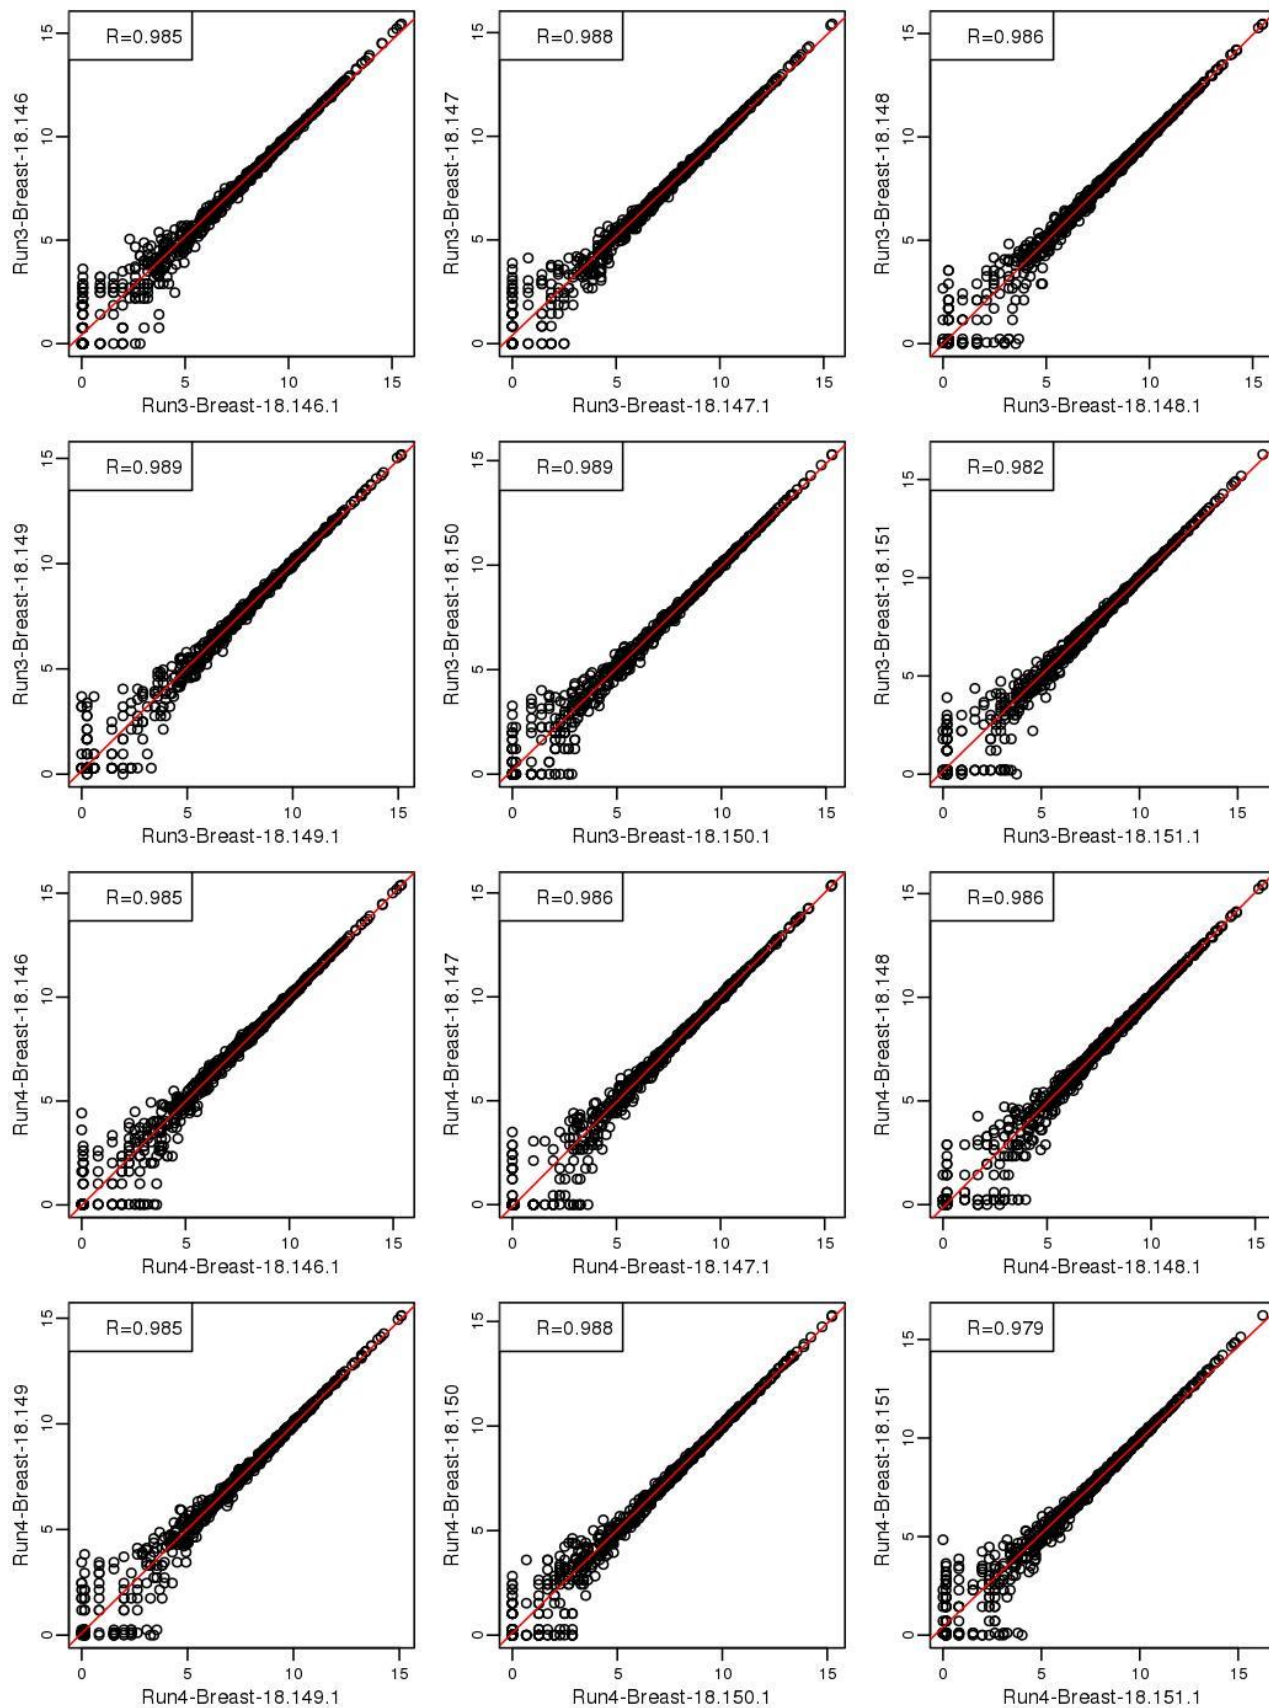 R=0.985
Run3-Breast-18.146
0 5 10 15
0 5 10 15
Run3-Breast-18.146.1
R=0.988
Run3-Breast-18.147
0 5 10 15
0 5 10 15
Run3-Breast-18.147.1
R=0.986
Run3-Breast-18.148
0 5 10 15
0 5 10 15
Run3-Breast-18.148.1
R=0.989
Run3-Breast-18.149
0 5 10 15
0 5 10 15
Run3-Breast-18.149.1
R=0.989
Run3-Breast-18.150
0 5 10 15
0 5 10 15
Run3-Breast-18.150.1
R=0.982
Run3-Breast-18.151
0 5 10 15
0 5 10 15
Run3-Breast-18.151.1
R=0.985
Run4-Breast-18.146
0 5 10 15
0 5 10 15
Run4-Breast-18.146.1
R=0.986
Run4-Breast-18.147
0 5 10 15
0 5 10 15
Run4-Breast-18.147.1
R=0.986
Run4-Breast-18.148
0 5 10 15
0 5 10 15
Run4-Breast-18.148.1
R=0.985
Run4-Breast-18.149
0 5 10 15
0 5 10 15
Run4-Breast-18.149.1
R=0.988
Run4-Breast-18.150
0 5 10 15
0 5 10 15
Run4-Breast-18.150.1
R=0.979
Run4-Breast-18.151
0 5 10 15
0 5 10 15
Run4-Breast-18.151.1